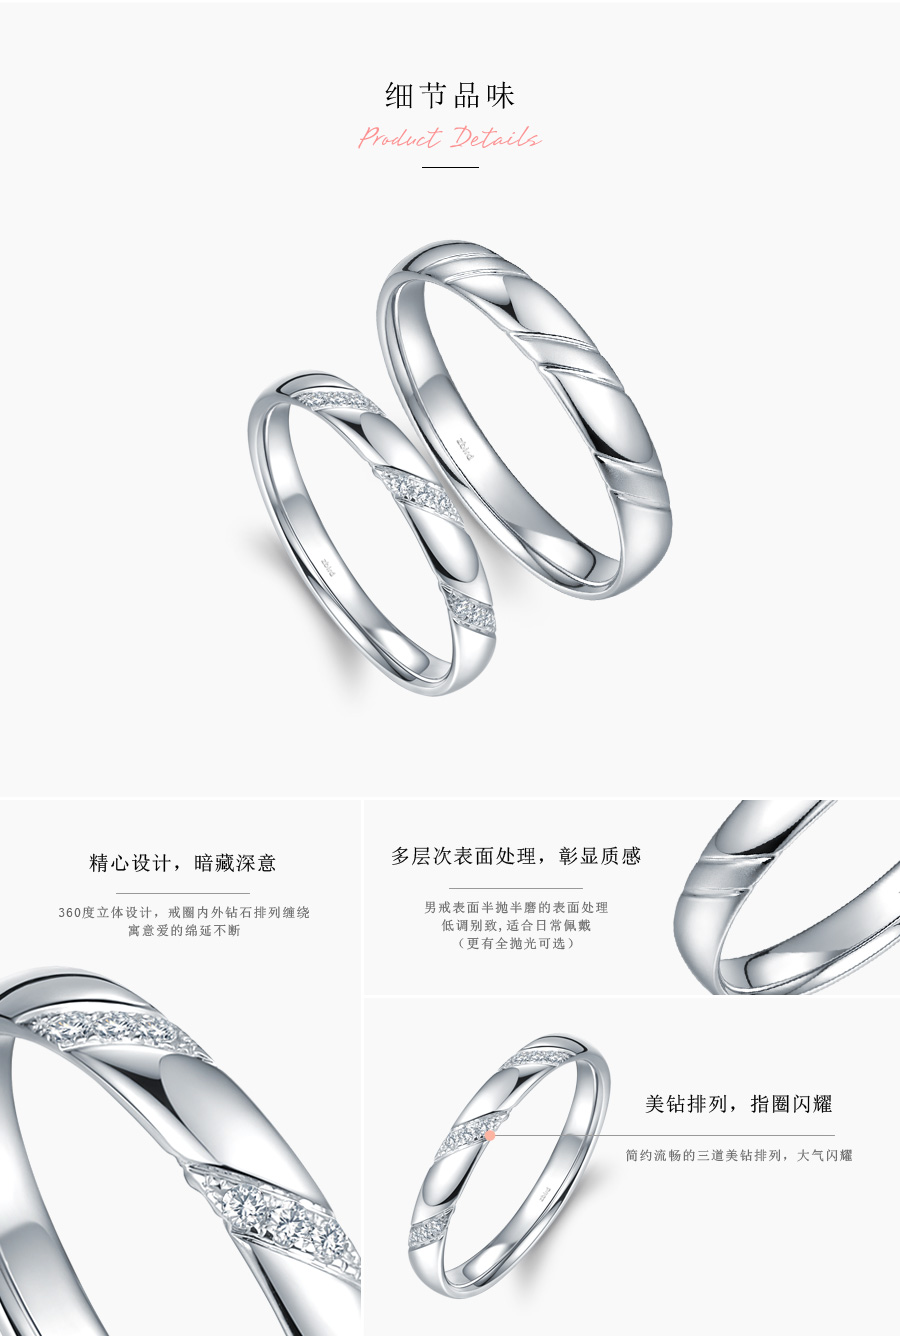 细节品味
Product Details
zbird
zbird
精心设计，暗藏深意
360度立体设计，戒圈内外钻石排列缠绕
寓意爱的绵延不断
多层次表面处理，彰显质感
男戒表面半抛半磨的表面处理
低调别致,适合日常佩戴
（更有全抛光可选）
美钻排列，指圈闪耀
简约流畅的三道美钻排列，大气闪耀
zbird